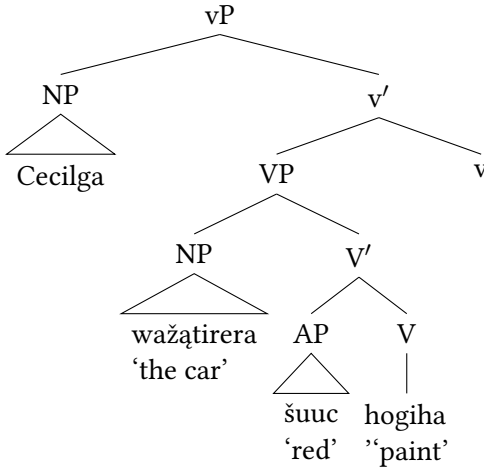 vP
NP v′
Cecilga VP v
NP V′
wažątirera AP V
‘the car’
šuuc hogiha
‘red’ ’‘paint’